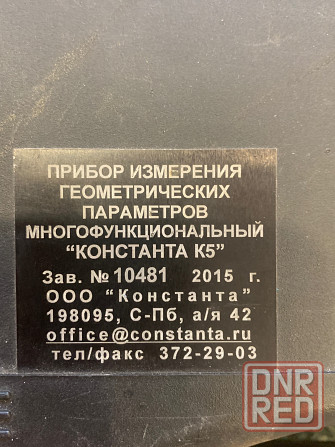 ПРИБОР ИЗМЕРЕНИЯ
ГЕОМЕТРИЧЕСКИХ
ПАРАМЕТРОВ
МНОГОФУНКЦИОНАЛЬНЫЙ
“КОНСТАНТА К5”
Зав. №10481 2015 г.
ООО “Константа”
198095, С-Пб, а/я 42
office@constanta.ru
тел/факс 372-29-03
DNR
RED